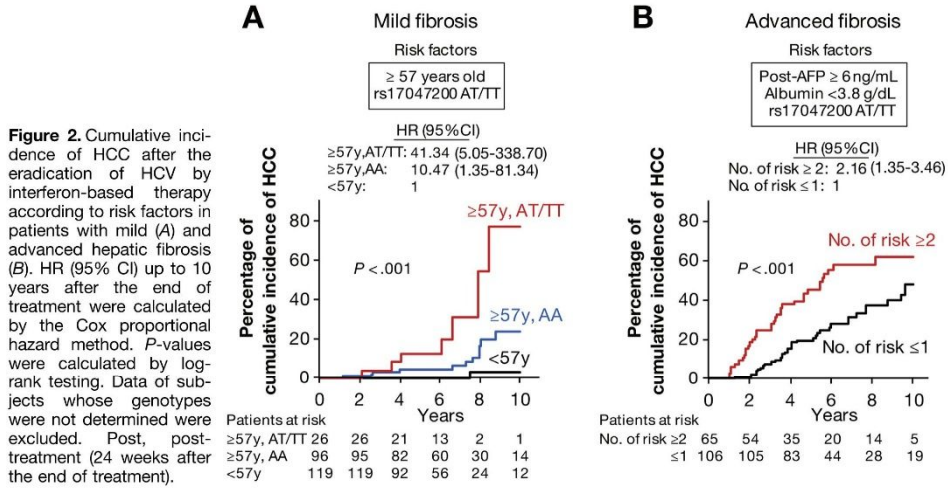 Figure 2. Cumulative inci-
dence of HCC after the
eradication of HCV by
interferon-based therapy
according to risk factors in
patients with mild (A) and
advanced hepatic fibrosis
(B). HR (95% CI) up to 10
years after the end of
treatment were calculated
by the Cox proportional
hazard method. P-values
were calculated by log-
rank testing. Data of sub-
jects whose genotypes
were not determined were
excluded. Post, post-
treatment (24 weeks after
the end of treatment).
A
Mild fibrosis
Risk factors
≥ 57 years old
rs17047200 AT/TT
HR (95%CI)
≥57y,AT/TT: 41.34 (5.05-338.70)
≥57y,AA: 10.47 (1.35-81.34)
<57y: 1
Percentage of
cumulative incidence of HCC
80
60
40
20
0
≥57y, AT/TT
P <.001
≥57y, AA
<57y
0 2 4 6 8 10
Years
Patients at risk
≥57y, AT/TT 26 26 21 13 2 1
≥57y, AA 96 95 82 60 30 14
<57y 119 119 92 56 24 12
B
Advanced fibrosis
Risk factors
Post-AFP ≥ 6 ng/mL
Albumin <3.8 g/dL
rs17047200 AT/TT
HR (95%CI)
No. of risk ≥ 2: 2.16 (1.35-3.46)
No. of risk ≤ 1: 1
Percentage of
cumulative incidence of HCC
80
60
40
20
0
No. of risk ≥2
P <.001
No. of risk ≤1
0 2 4 6 8 10
Years
Patients at risk
No. of risk ≥2 65 54 35 20 14 5
≤1 106 105 83 44 28 19